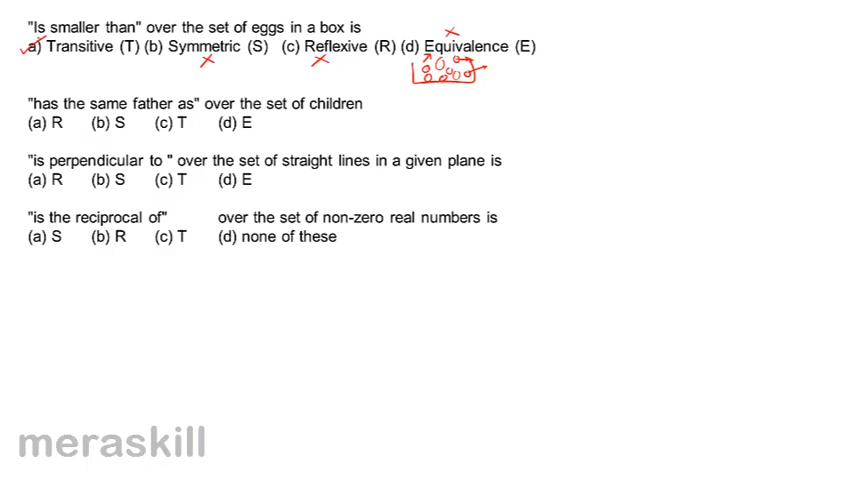 "Is smaller than" over the set of eggs in a box is
a) Transitive (T) (b) Symmetric (S) (c) Reflexive (R) (d) Equivalence (E)
"has the same father as" over the set of children
(a) R (b) S (c) T (d) E
"is perpendicular to " over the set of straight lines in a given plane is
(a) R (b) S (c) T (d) E
"is the reciprocal of" over the set of non-zero real numbers is
(a) S (b) R (c) T (d) none of these
meraskill